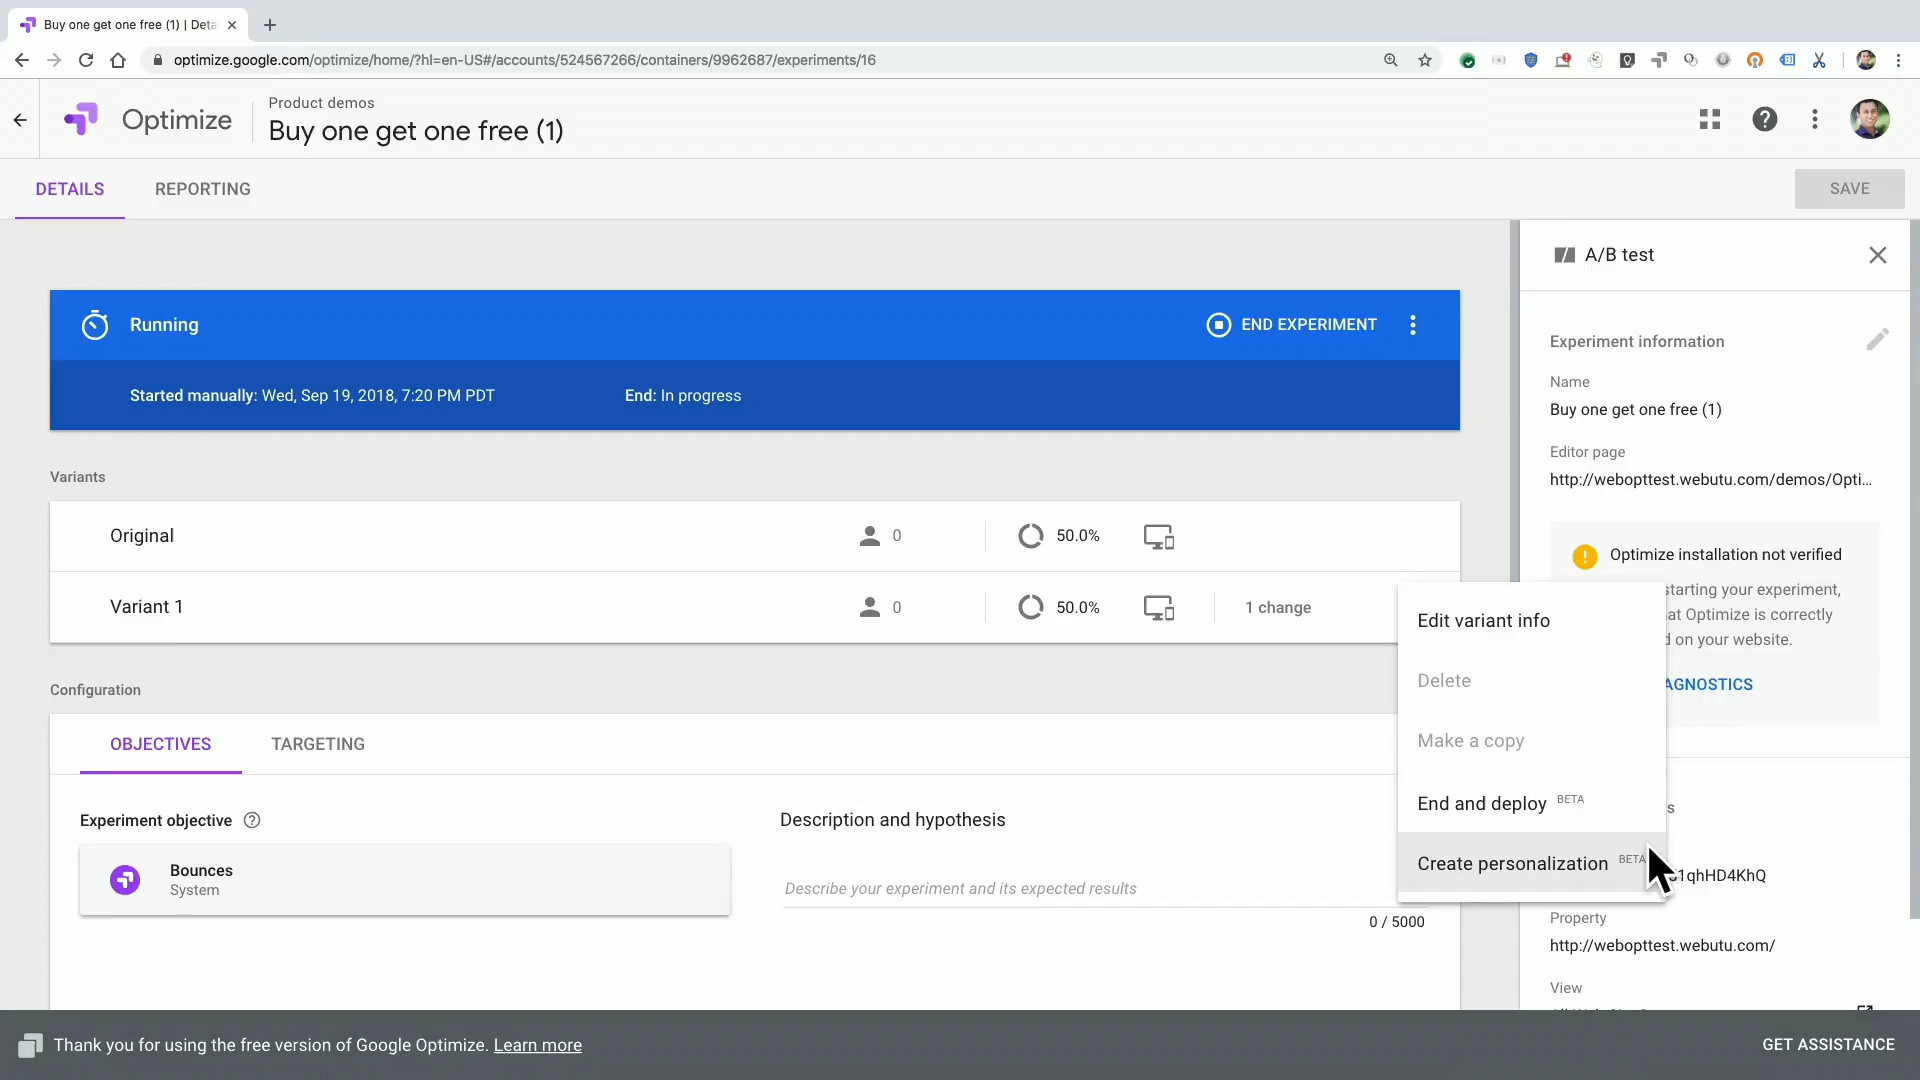 Buy one get one free (1) | Deta
optimize.google.com/optimize/home/?hl=en-US#/accounts/524567266/containers/9962687/experiments/16
Optimize
Product demos
Buy one get one free (1)
DETAILS
REPORTING
SAVE
Running
END EXPERIMENT
Started manually: Wed, Sep 19, 2018, 7:20 PM PDT
End: In progress
Variants
Original
0
50.0%
Variant 1
0
50.0%
1 change
Configuration
OBJECTIVES
TARGETING
Experiment objective
Bounces
System
Description and hypothesis
Describe your experiment and its expected results
0 / 5000
Edit variant info
Delete
Make a copy
End and deploy BETA
Create personalization BETA
A/B test
Experiment information
Name
Buy one get one free (1)
Editor page
http://webopttest.webutu.com/demos/Opti...
Optimize installation not verified
starting your experiment,
at Optimize is correctly
d on your website.
AGNOSTICS
s
1qhHD4KhQ
Property
http://webopttest.webutu.com/
View
Thank you for using the free version of Google Optimize. Learn more
GET ASSISTANCE